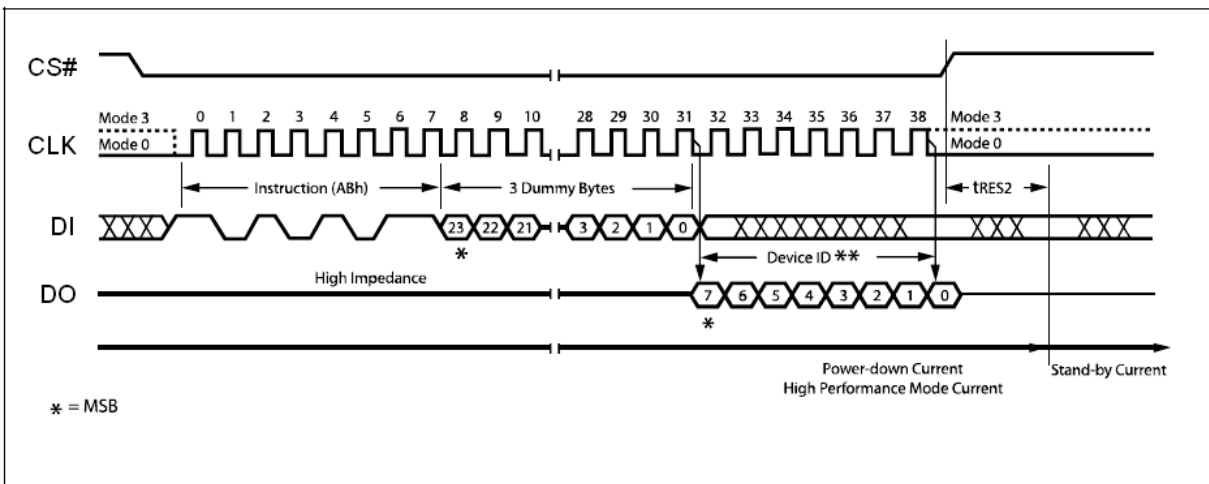 CS#
Mode 3 0 1 2 3 4 5 6 7 8 9 10 28 29 30 31 32 33 34 35 36 37 38 Mode 3
CLK Mode 0 Mode 0
Instruction (ABh) 3 Dummy Bytes tRES2
DI 23 22 21 3 2 1 0
* Device ID **
High Impedance
DO 7 6 5 4 3 2 1 0
*
Power-down Current Stand-by Current
High Performance Mode Current
* = MSB